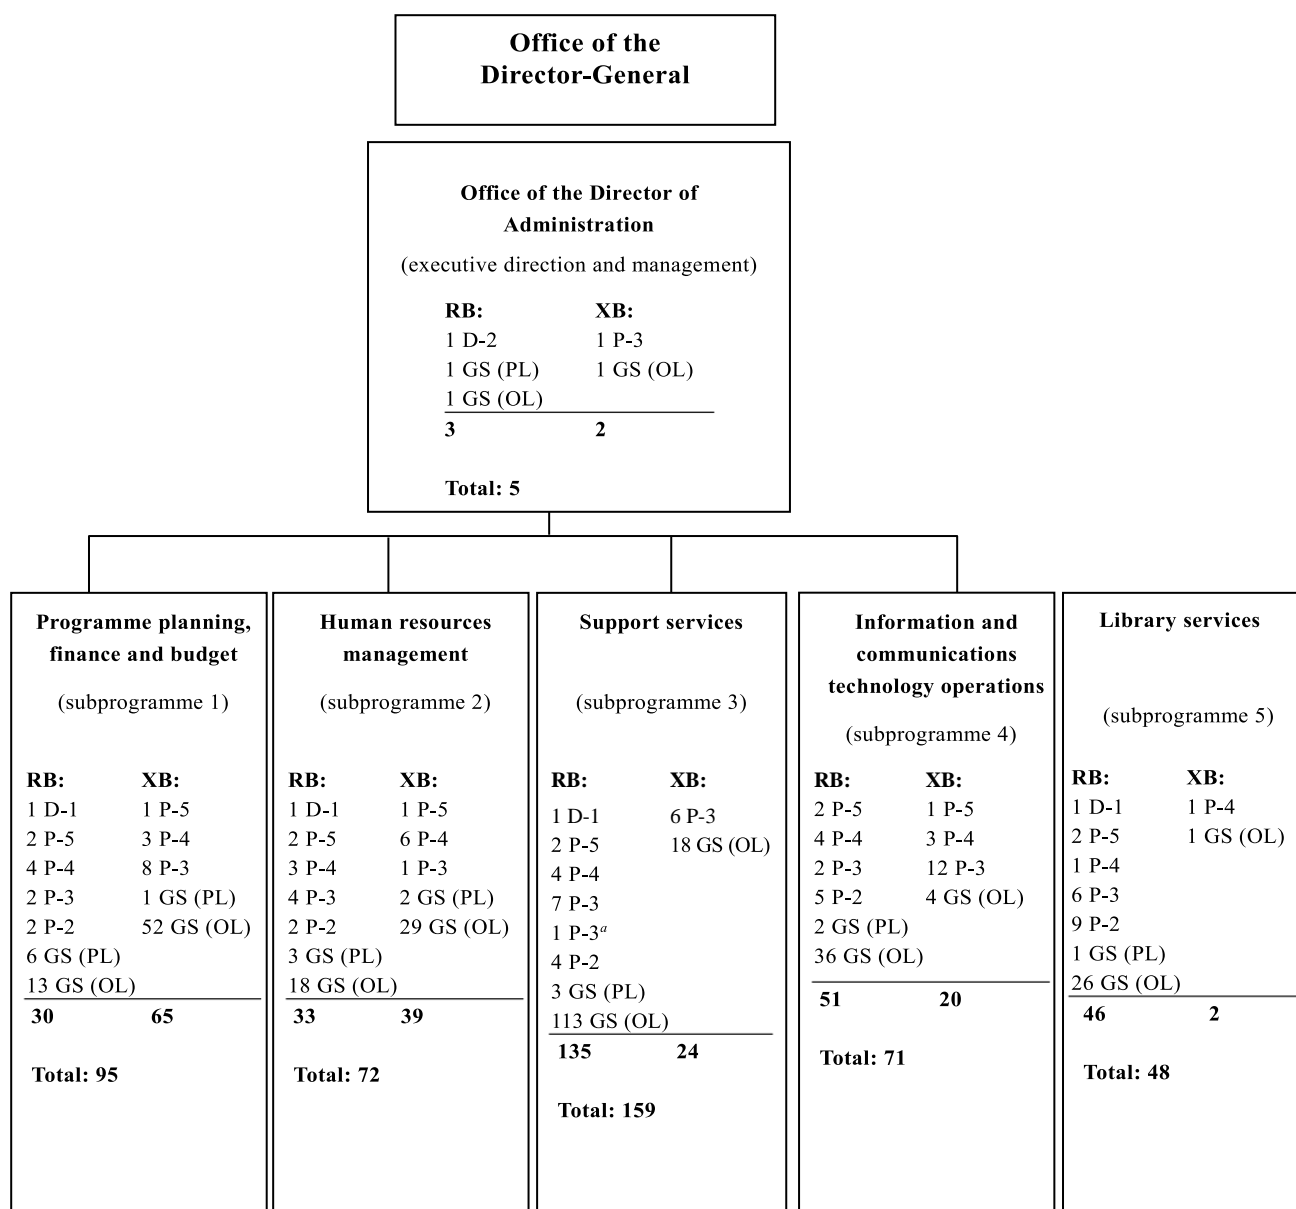 Office of the
Director-General
Office of the Director of
Administration
(executive direction and management)
RB: XB:
1 D-2 1 P-3
1 GS (PL) 1 GS (OL)
1 GS (OL)
3 2
Total: 5
Programme planning,
finance and budget
(subprogramme 1)
RB: XB:
1 D-1 1 P-5
2 P-5 3 P-4
4 P-4 8 P-3
2 P-3 1 GS (PL)
2 P-2 52 GS (OL)
6 GS (PL)
13 GS (OL)
30 65
Total: 95
Human resources
management
(subprogramme 2)
RB: XB:
1 D-1 1 P-5
2 P-5 6 P-4
3 P-4 1 P-3
4 P-3 2 GS (PL)
2 P-2 29 GS (OL)
3 GS (PL)
18 GS (OL)
33 39
Total: 72
Support services
(subprogramme 3)
RB: XB:
1 D-1 6 P-3
2 P-5 18 GS (OL)
4 P-4
7 P-3
1 P-3a
4 P-2
3 GS (PL)
113 GS (OL)
135 24
Total: 159
Information and
communications
technology operations
(subprogramme 4)
RB: XB:
2 P-5 1 P-5
4 P-4 3 P-4
2 P-3 12 P-3
5 P-2 4 GS (OL)
2 GS (PL)
36 GS (OL)
51 20
Total: 71
Library services
(subprogramme 5)
RB: XB:
1 D-1 1 P-4
2 P-5 1 GS (OL)
1 P-4
6 P-3
9 P-2
1 GS (PL)
26 GS (OL)
46 2
Total: 48